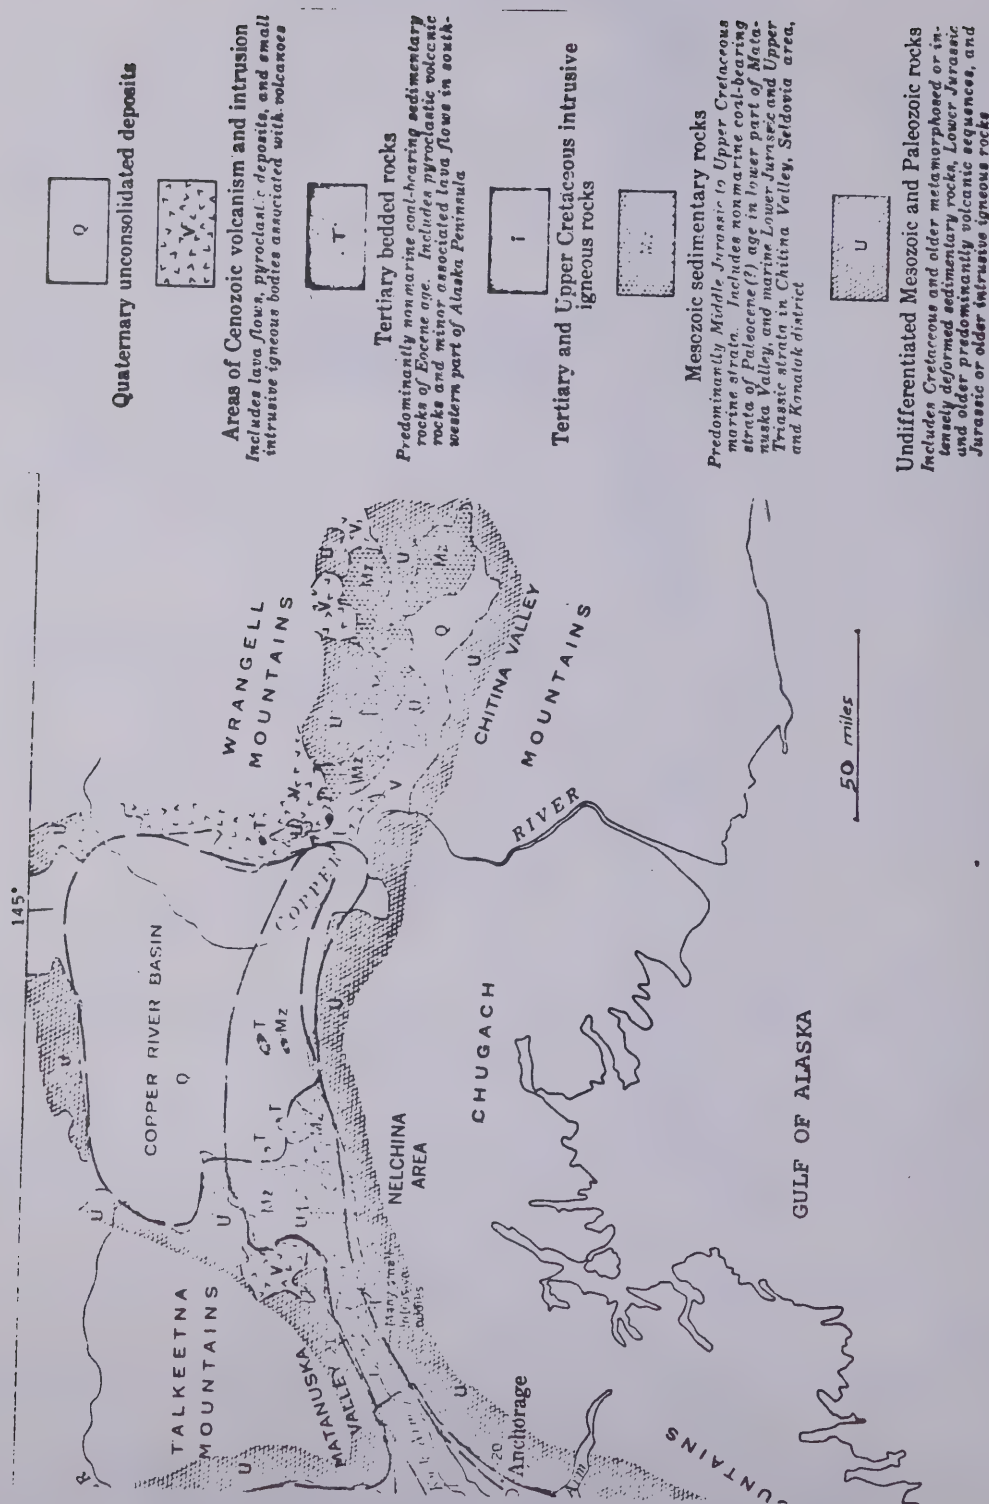 145°
WRANGELL
MOUNTAINS
COPPER RIVER BASIN
Q
COPPER
TALKEETNA
MOUNTAINS
MATANUSKA
VALLEY
NELCHINA
AREA
CHITINA VALLEY
MOUNTAINS
RIVER
CHUGACH
Anchorage
GULF OF ALASKA
50 miles
U
U
U
U
U
U
U
U
U
U
V
V
V
T
T
T
T
Mz
Mz
Mz
Mz
Mz
Q
Q
Quaternary unconsolidated deposits
V
Areas of Cenozoic volcanism and intrusion
Includes lava flows, pyroclastic deposits, and small
intrusive igneous bodies associated with volcanoes
T
Tertiary bedded rocks
Predominantly nonmarine coal-bearing sedimentary
rocks of Eocene age. Includes pyroclastic volcanic
rocks and minor associated lava flows in south-
western part of Alaska Peninsula
i
Tertiary and Upper Cretaceous intrusive
igneous rocks
Mesozoic sedimentary rocks
Predominantly Middle Jurassic to Upper Cretaceous
marine strata. Includes nonmarine coal-bearing
strata of Paleocene(?) age in lower part of Mata-
nuska Valley, and marine Lower Jurassic and Upper
Triassic strata in Chitina Valley, Seldovia area,
and Kanatak district
U
Undifferentiated Mesozoic and Paleozoic rocks
Includes Cretaceous and older metamorphosed or in-
tensely deformed sedimentary rocks, Lower Jurassic
and older predominantly volcanic sequences, and
Jurassic or older intrusive igneous rocks